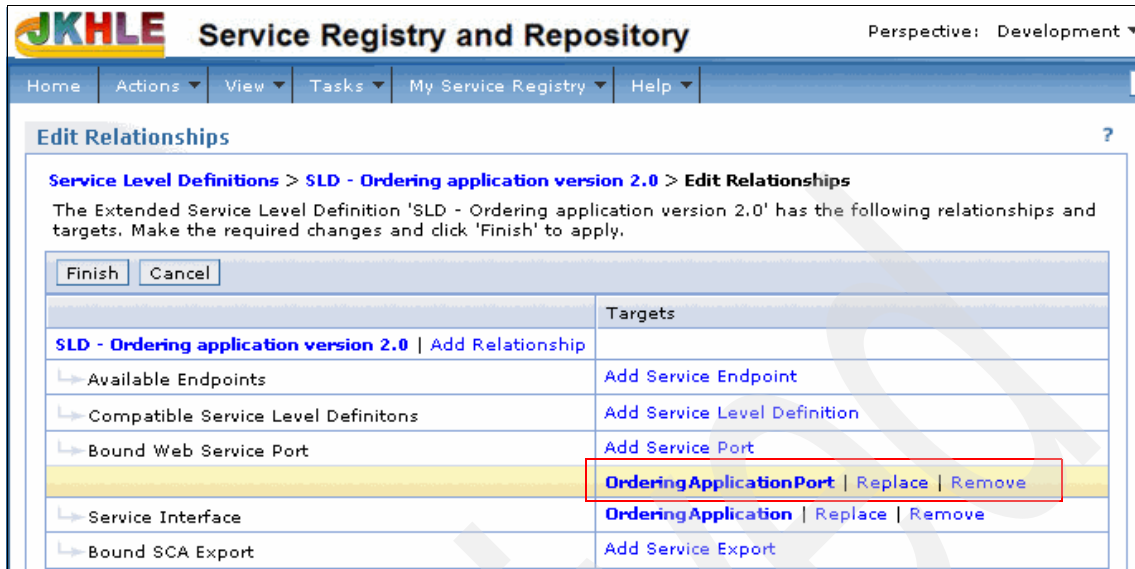 JKHLE Service Registry and Repository Perspective: Development
Home Actions View Tasks My Service Registry Help
Edit Relationships ?
Service Level Definitions > SLD - Ordering application version 2.0 > Edit Relationships
The Extended Service Level Definition 'SLD - Ordering application version 2.0' has the following relationships and
targets. Make the required changes and click 'Finish' to apply.
Finish Cancel
Targets
SLD - Ordering application version 2.0 | Add Relationship
Available Endpoints Add Service Endpoint
Compatible Service Level Definitons Add Service Level Definition
Bound Web Service Port Add Service Port
OrderingApplicationPort | Replace | Remove
Service Interface OrderingApplication | Replace | Remove
Bound SCA Export Add Service Export